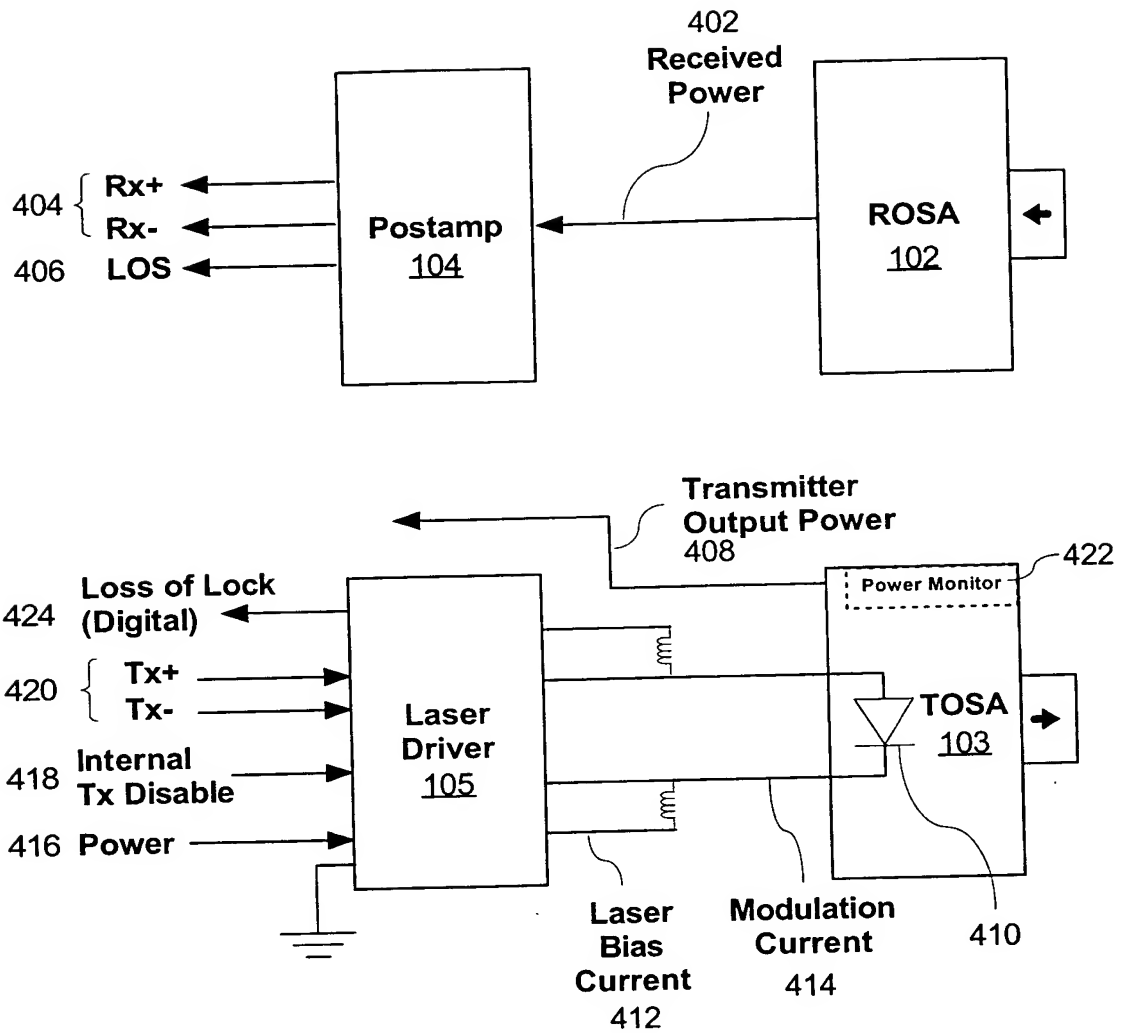 402
Received
Power
404 { Rx+
Rx-
406 LOS
Postamp
104
ROSA
102
Transmitter
Output Power
408
422
Power Monitor
Loss of Lock
424 (Digital)
420 { Tx+
Tx-
Laser
Driver
105
TOSA
103
Internal
418 Tx Disable
416 Power
Laser
Bias
Current
412
Modulation
Current
414
410